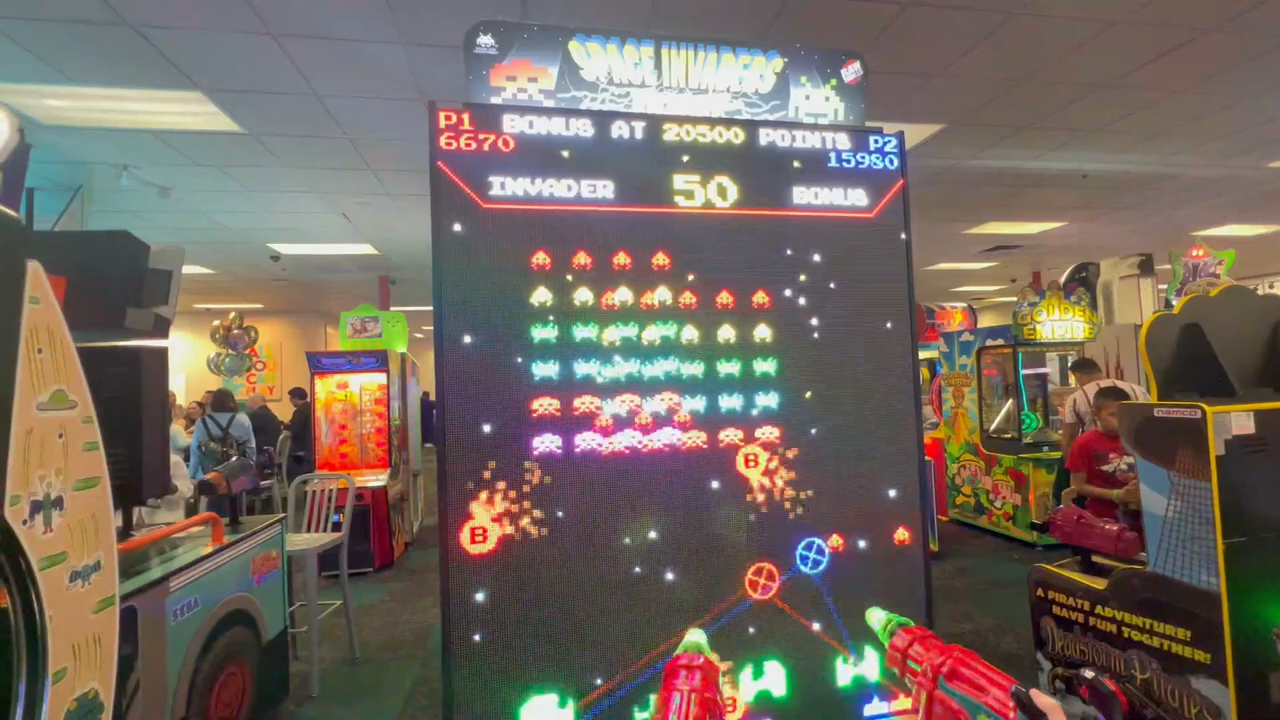 SPACE INVADERS
P1 BONUS AT 20500 POINTS P2
6670 15980
INVADER 50 BONUS
B
B
B
GOLDEN
EMPIRE
namco
SEGA
A PIRATE ADVENTURE!
HAVE FUN TOGETHER!
Deadstorm Pirates